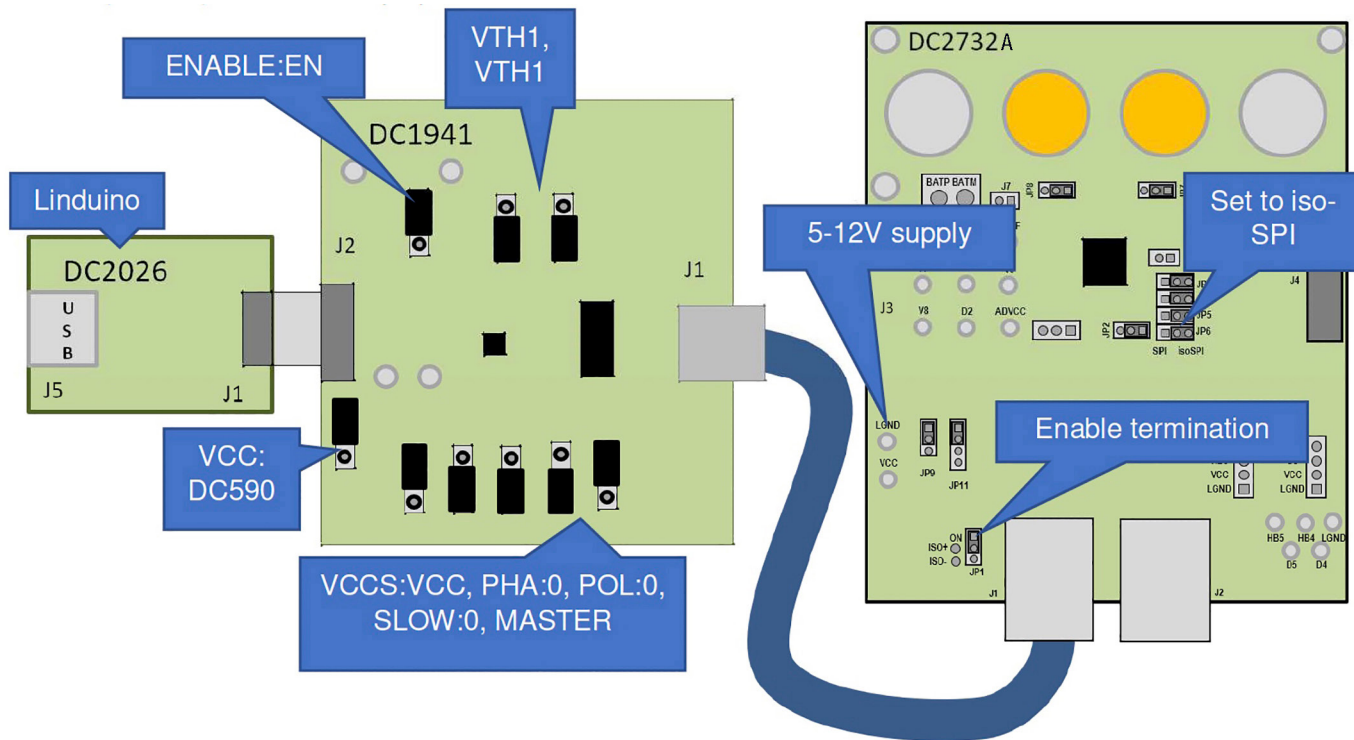 ENABLE:EN
VTH1,
VTH1
DC2732A
DC1941
BATP BATM
J7
JP8
Linduino
5-12V supply
Set to iso-
SPI
DC2026
J2
J1
J3
J4
V8
D2
ADVCC
JP2
JP5
JP6
SPI
isoSPI
U
S
B
J5
J1
LGND
VCC
JP9
JP11
Enable termination
VCC
LGND
VCC
LGND
VCC:
DC590
HB5
HB4
LGND
D5
D4
ON
ISO+
ISO-
JP1
J1
J2
VCCS:VCC, PHA:0, POL:0,
SLOW:0, MASTER